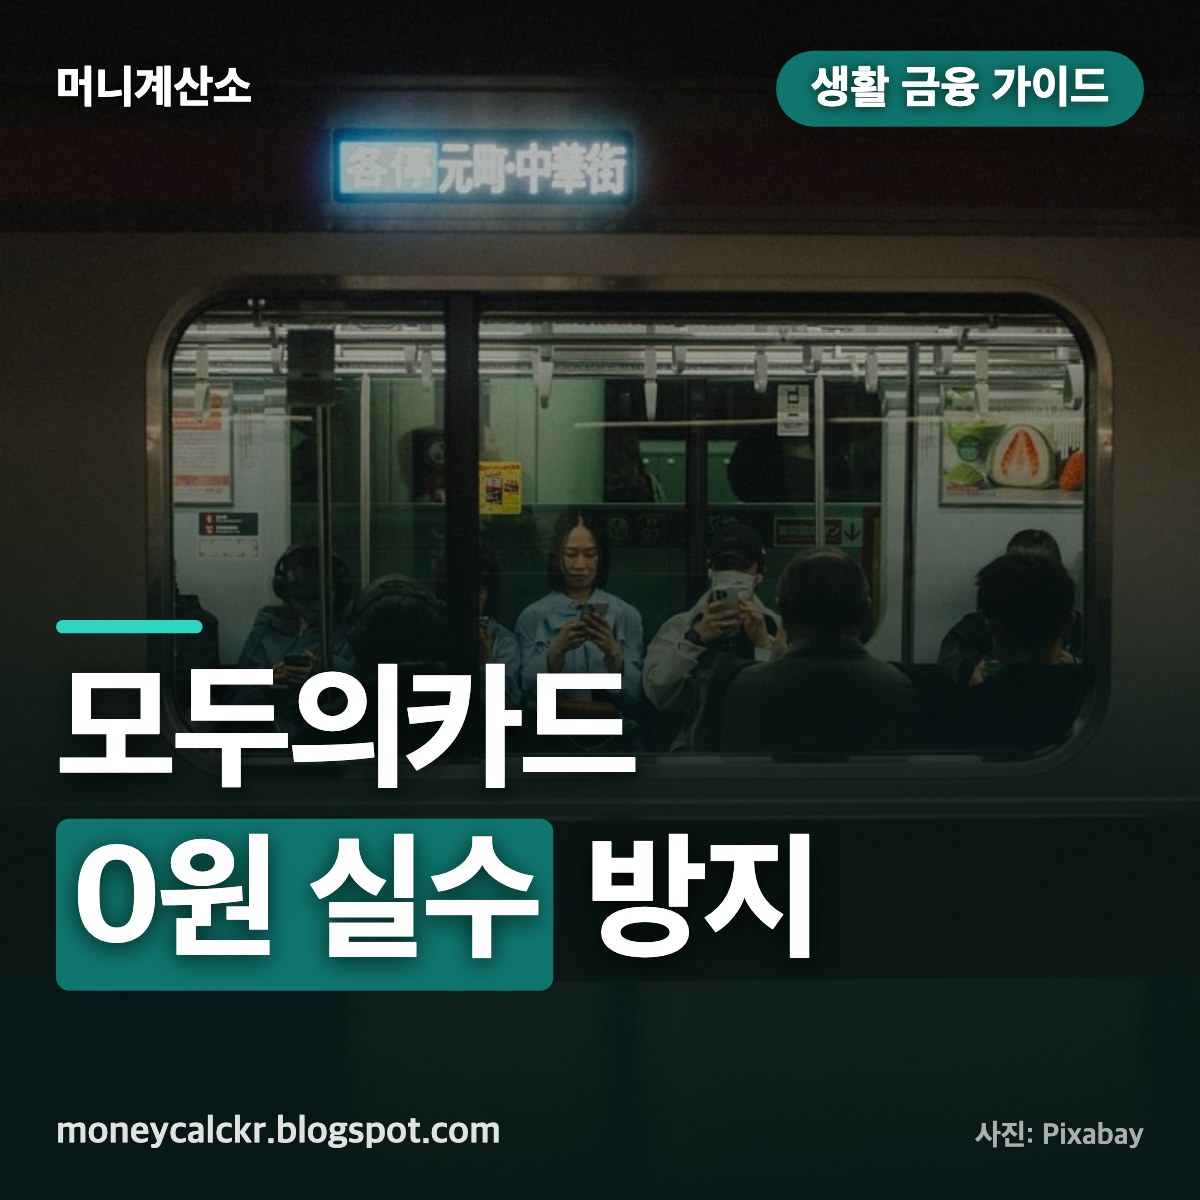 머니계산소
생활 금융 가이드
各停 元町・中華街
모두의카드
0원 실수 방지
moneycalckr.blogspot.com
사진: Pixabay